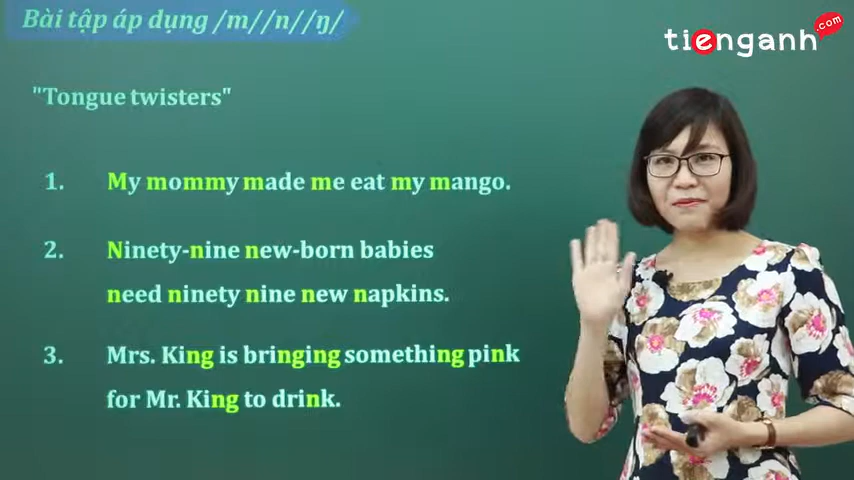 Bài tập áp dụng /m//n//ŋ/
tienganh.com
"Tongue twisters"
1. My mommy made me eat my mango.
2. Ninety-nine new-born babies
need ninety nine new napkins.
3. Mrs. King is bringing something pink
for Mr. King to drink.